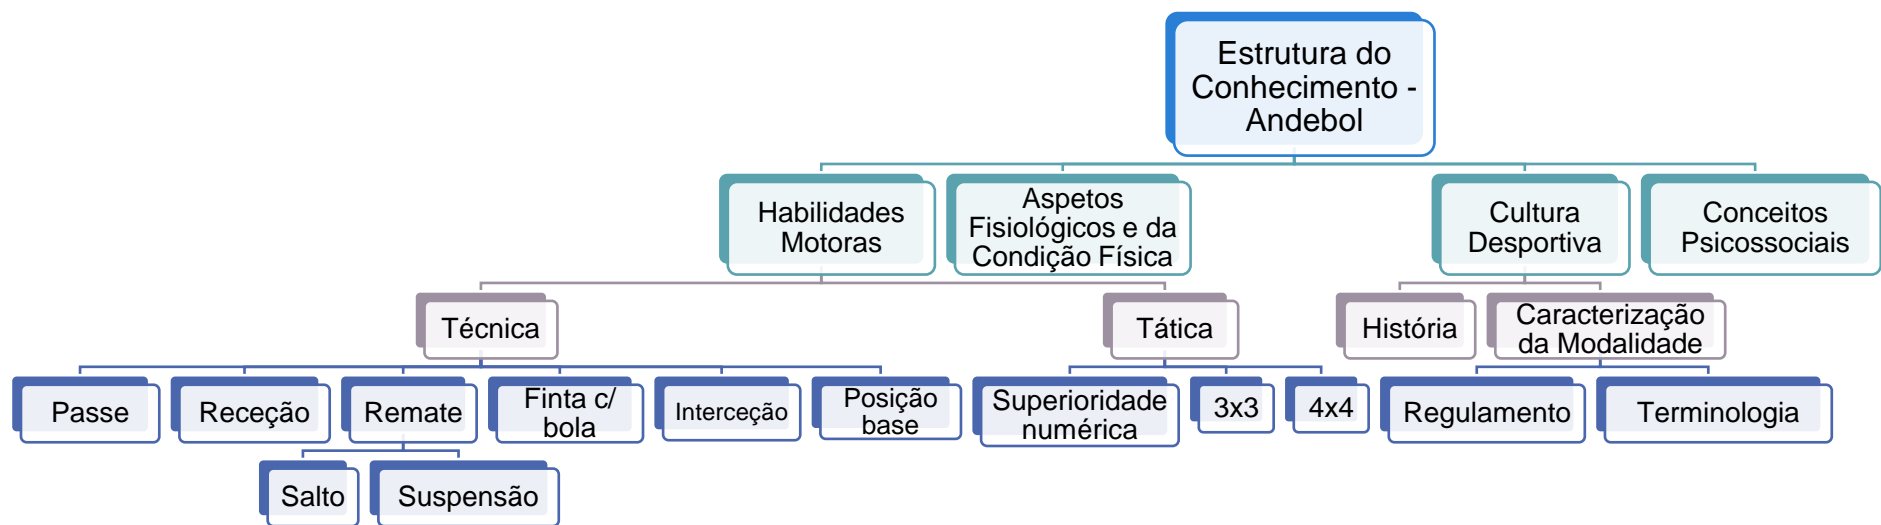 Estrutura do
Conhecimento -
Andebol
Habilidades
Motoras
Aspetos
Fisiológicos e da
Condição Física
Cultura
Desportiva
Conceitos
Psicossociais
Técnica
Tática
História
Caracterização
da Modalidade
Passe
Receção
Remate
Finta c/
bola
Interceção
Posição
base
Superioridade
numérica
3x3
4x4
Regulamento
Terminologia
Salto
Suspensão